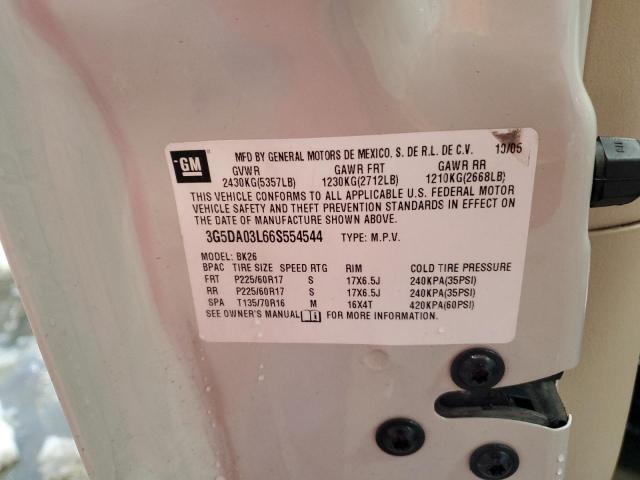 GM
MFD BY GENERAL MOTORS DE MEXICO. S. DE R.L. DE C.V. 10/05
GVWR GAWR FRT GAWR RR
2430KG(5357LB) 1230KG(2712LB) 1210KG(2668LB)
THIS VEHICLE CONFORMS TO ALL APPLICABLE U.S. FEDERAL MOTOR
VEHICLE SAFETY AND THEFT PREVENTION STANDARDS IN EFFECT ON
THE DATE OF MANUFACTURE SHOWN ABOVE.
3G5DA03L66S554544 TYPE: M.P.V.
MODEL: BK26
BPAC TIRE SIZE SPEED RTG RIM COLD TIRE PRESSURE
FRT P225/60R17 S 17X6.5J 240KPA(35PSI)
RR P225/60R17 S 17X6.5J 240KPA(35PSI)
SPA T135/70R16 M 16X4T 420KPA(60PSI)
SEE OWNER'S MANUAL FOR MORE INFORMATION.